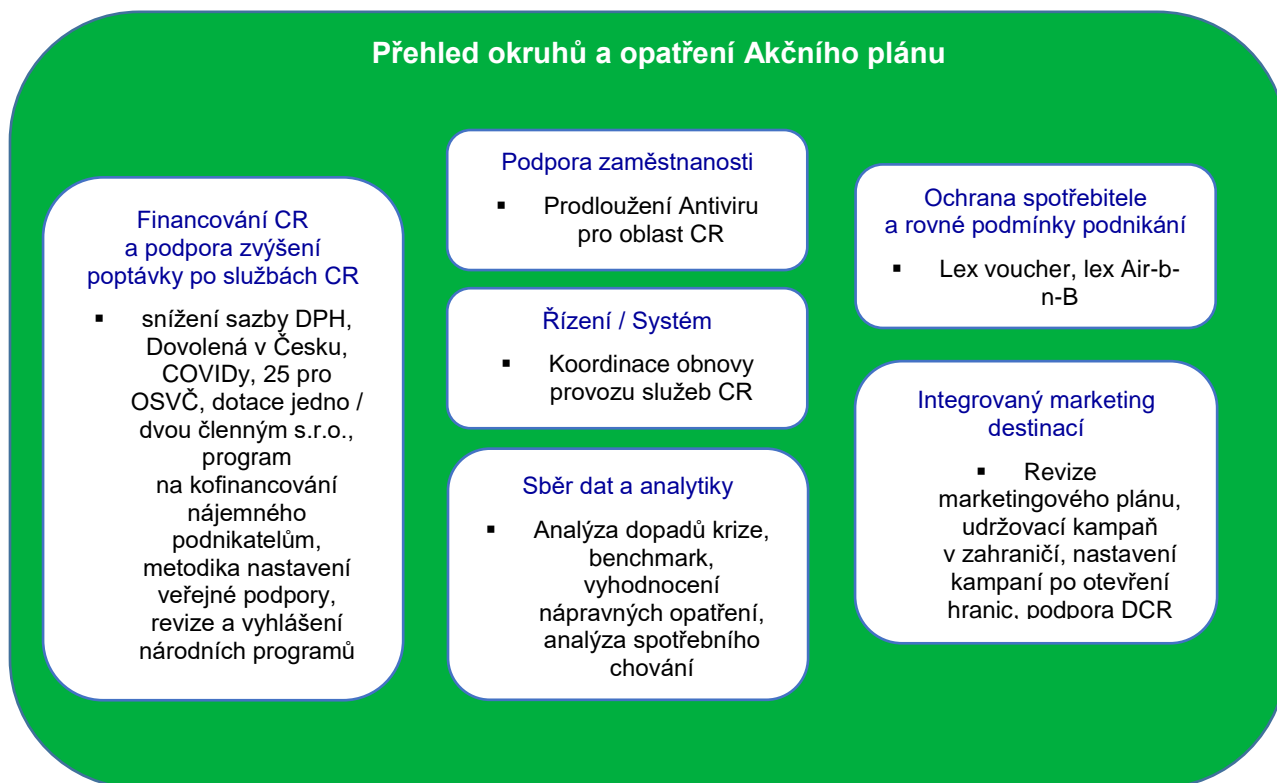 Přehled okruhů a opatření Akčního plánu
Financování CR
a podpora zvýšení
poptávky po službách CR
▪ snížení sazby DPH,
Dovolená v Česku,
COVIDy, 25 pro
OSVČ, dotace jedno /
dvou členným s.r.o.,
program
na kofinancování
nájemného
podnikatelům,
metodika nastavení
veřejné podpory,
revize a vyhlášení
národních programů
Podpora zaměstnanosti
▪ Prodloužení Antiviru
pro oblast CR
Řízení / Systém
▪ Koordinace obnovy
provozu služeb CR
Sběr dat a analytiky
▪ Analýza dopadů krize,
benchmark,
vyhodnocení
nápravných opatření,
analýza spotřebního
chování
Ochrana spotřebitele
a rovné podmínky podnikání
▪ Lex voucher, lex Air-b-
n-B
Integrovaný marketing
destinací
▪ Revize
marketingového plánu,
udržovací kampaň
v zahraničí, nastavení
kampaní po otevření
hranic, podpora DCR